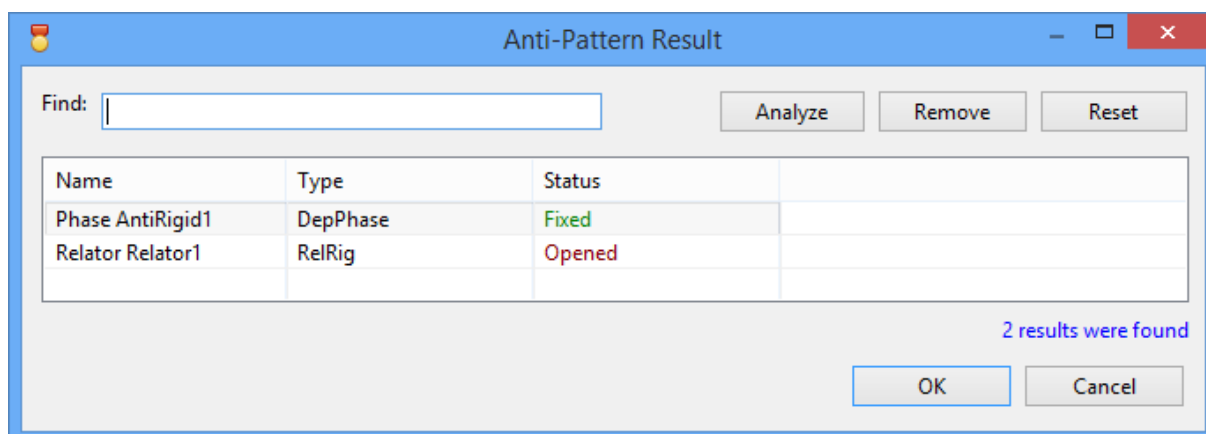 Anti-Pattern Result
Find: Analyze Remove Reset
Name Type Status
Phase AntiRigid1 DepPhase Fixed
Relator Relator1 RelRig Opened
2 results were found
OK Cancel